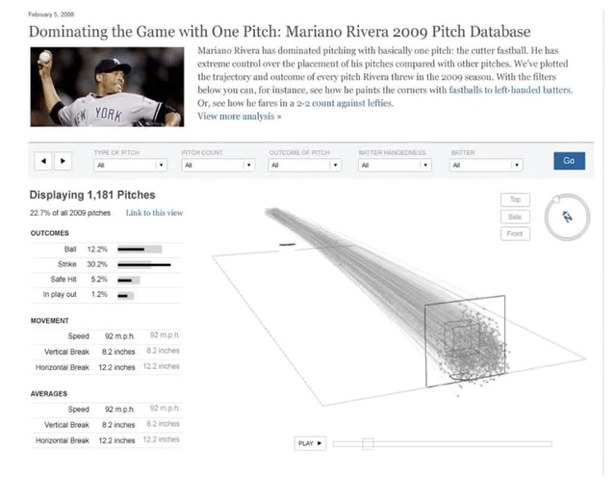 February 5, 2008
Dominating the Game with One Pitch: Mariano Rivera 2009 Pitch Database
Mariano Rivera has dominated pitching with basically one pitch: the cutter fastball. He has
extreme control over the placement of his pitches compared with other pitches. We've plotted
the trajectory and outcome of every pitch Rivera threw in the 2009 season. With the filters
below you can, for instance, see how he paints the corners with fastballs to left-handed batters.
Or, see how he fares in a 2-2 count against lefties.
View more analysis »
NEW YORK
TYPE OF PITCH PITCH COUNT OUTCOME OF PITCH BATTER HANDEDNESS BATTER
All All All All All Go
Displaying 1,181 Pitches
22.7% of all 2009 pitches Link to this view
Top
Side
Front
OUTCOMES
Ball 12.2%
Strike 30.2%
Safe Hit 5.2%
In play out 1.2%
MOVEMENT
Speed 92 m.p.h. 92 m.p.h.
Vertical Break 8.2 inches 8.2 inches
Horizontal Break 12.2 inches 12.2 inches
AVERAGES
Speed 92 m.p.h. 92 m.p.h.
Vertical Break 8.2 inches 8.2 inches
Horizontal Break 12.2 inches 12.2 inches
PLAY